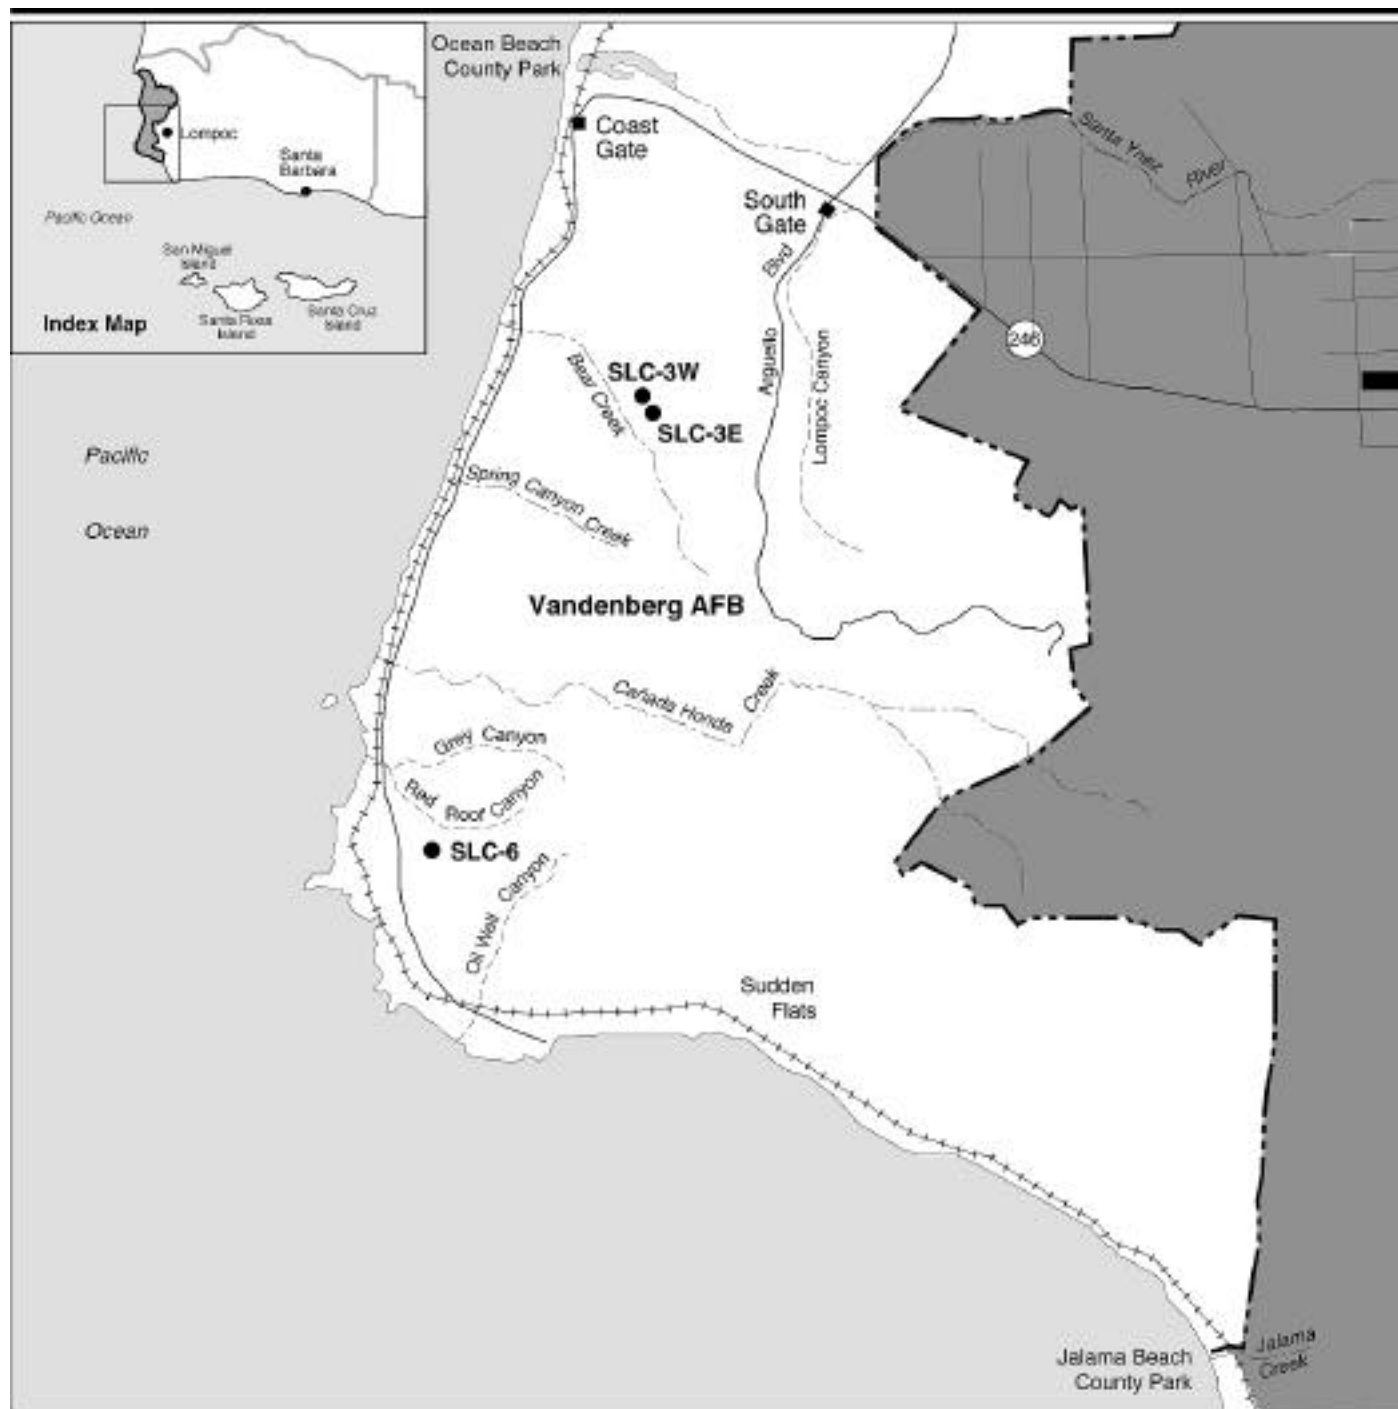 Ocean Beach
County Park
Lompoc
Santa
Barbara
Pacific Ocean
San Miguel
Island
Santa Rosa
Island
Santa Cruz
Island
Index Map
Coast
Gate
South
Gate
Santa Ynez
River
246
Blvd
Arguello
Lompoc Canyon
SLC-3W
SLC-3E
Bear Creek
Pacific
Ocean
Spring Canyon
Creek
Vandenberg AFB
Cañada Honda
Creek
Grey Canyon
Red Roof Canyon
SLC-6
Oil Well Canyon
Sudden
Flats
Jalama Beach
County Park
Jalama
Creek